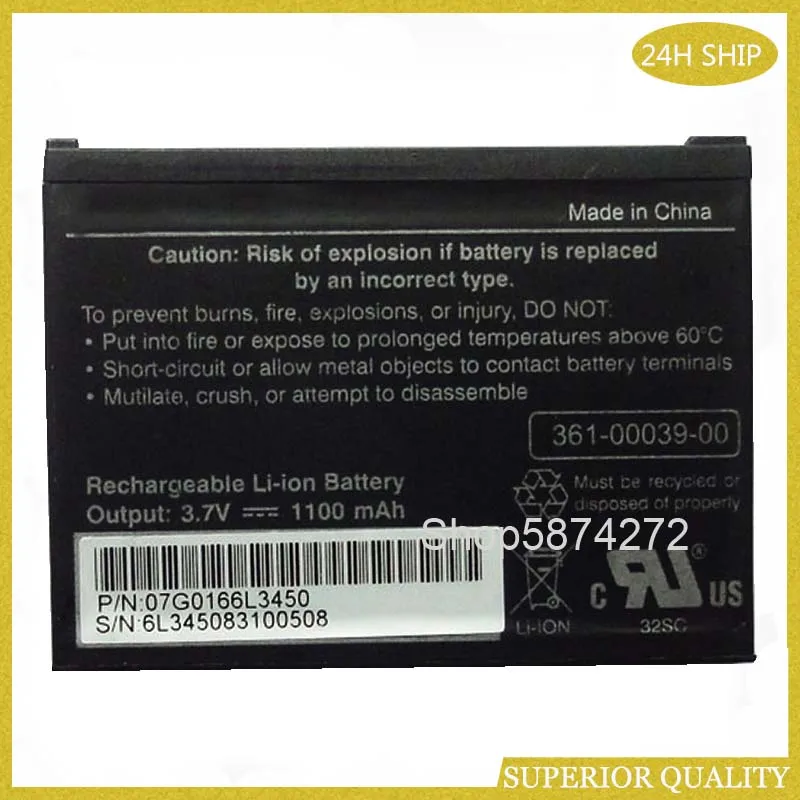 24H SHIP
Made in China
Caution: Risk of explosion if battery is replaced
by an incorrect type.
To prevent burns, fire, explosions, or injury, DO NOT:
• Put into fire or expose to prolonged temperatures above 60°C
• Short-circuit or allow metal objects to contact battery terminals
• Mutilate, crush, or attempt to disassemble
361-00039-00
Rechargeable Li-ion Battery
Output: 3.7V ⎓ 1100 mAh
Must be recycled or
disposed of properly
Shop5874272
P/N:07G0166L3450
S/N:6L345083100508
LI-ION
C RU US
32SC
SUPERIOR QUALITY